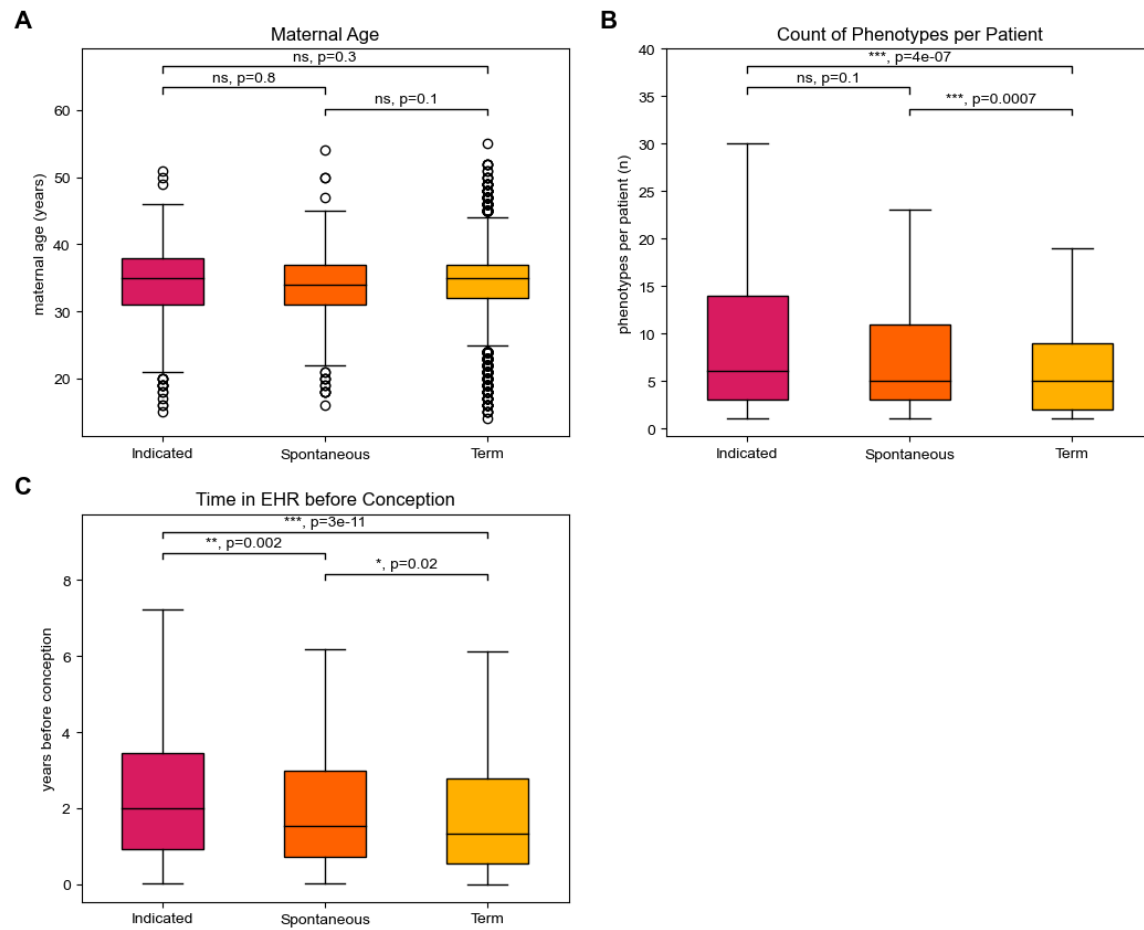 A
Maternal Age
ns, p=0.3
ns, p=0.8
ns, p=0.1
maternal age (years)
60
50
40
30
20
Indicated
Spontaneous
Term
B
Count of Phenotypes per Patient
***, p=4e-07
ns, p=0.1
***, p=0.0007
phenotypes per patient (n)
40
35
30
25
20
15
10
5
0
Indicated
Spontaneous
Term
C
Time in EHR before Conception
***, p=3e-11
**, p=0.002
*, p=0.02
years before conception
8
6
4
2
0
Indicated
Spontaneous
Term